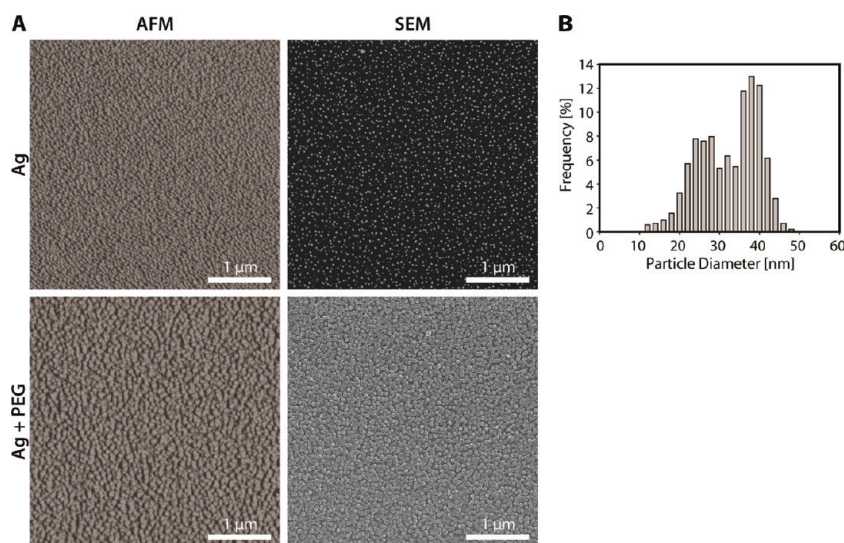 A
AFM
SEM
B
Ag
1 μm
1 μm
Ag + PEG
1 μm
1 μm
Frequency [%]
14
12
10
8
6
4
2
0
0 10 20 30 40 50 60
Particle Diameter [nm]